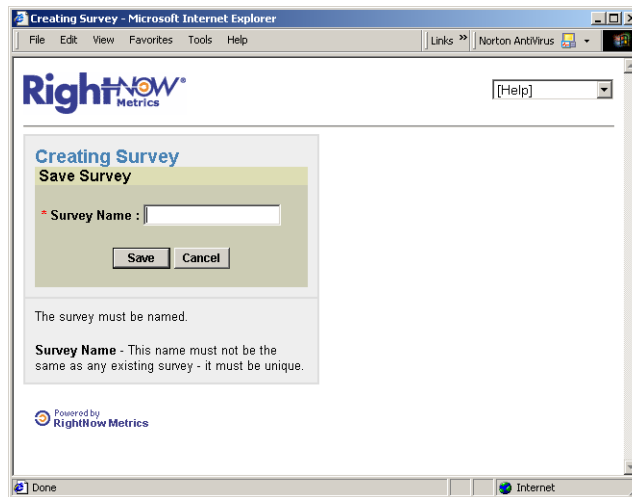 Creating Survey - Microsoft Internet Explorer
File Edit View Favorites Tools Help Links » Norton AntiVirus
RightNOW®
Metrics
[Help]
Creating Survey
Save Survey
* Survey Name :
Save Cancel
The survey must be named.
Survey Name - This name must not be the
same as any existing survey - it must be unique.
Powered by
RightNow Metrics
Done Internet